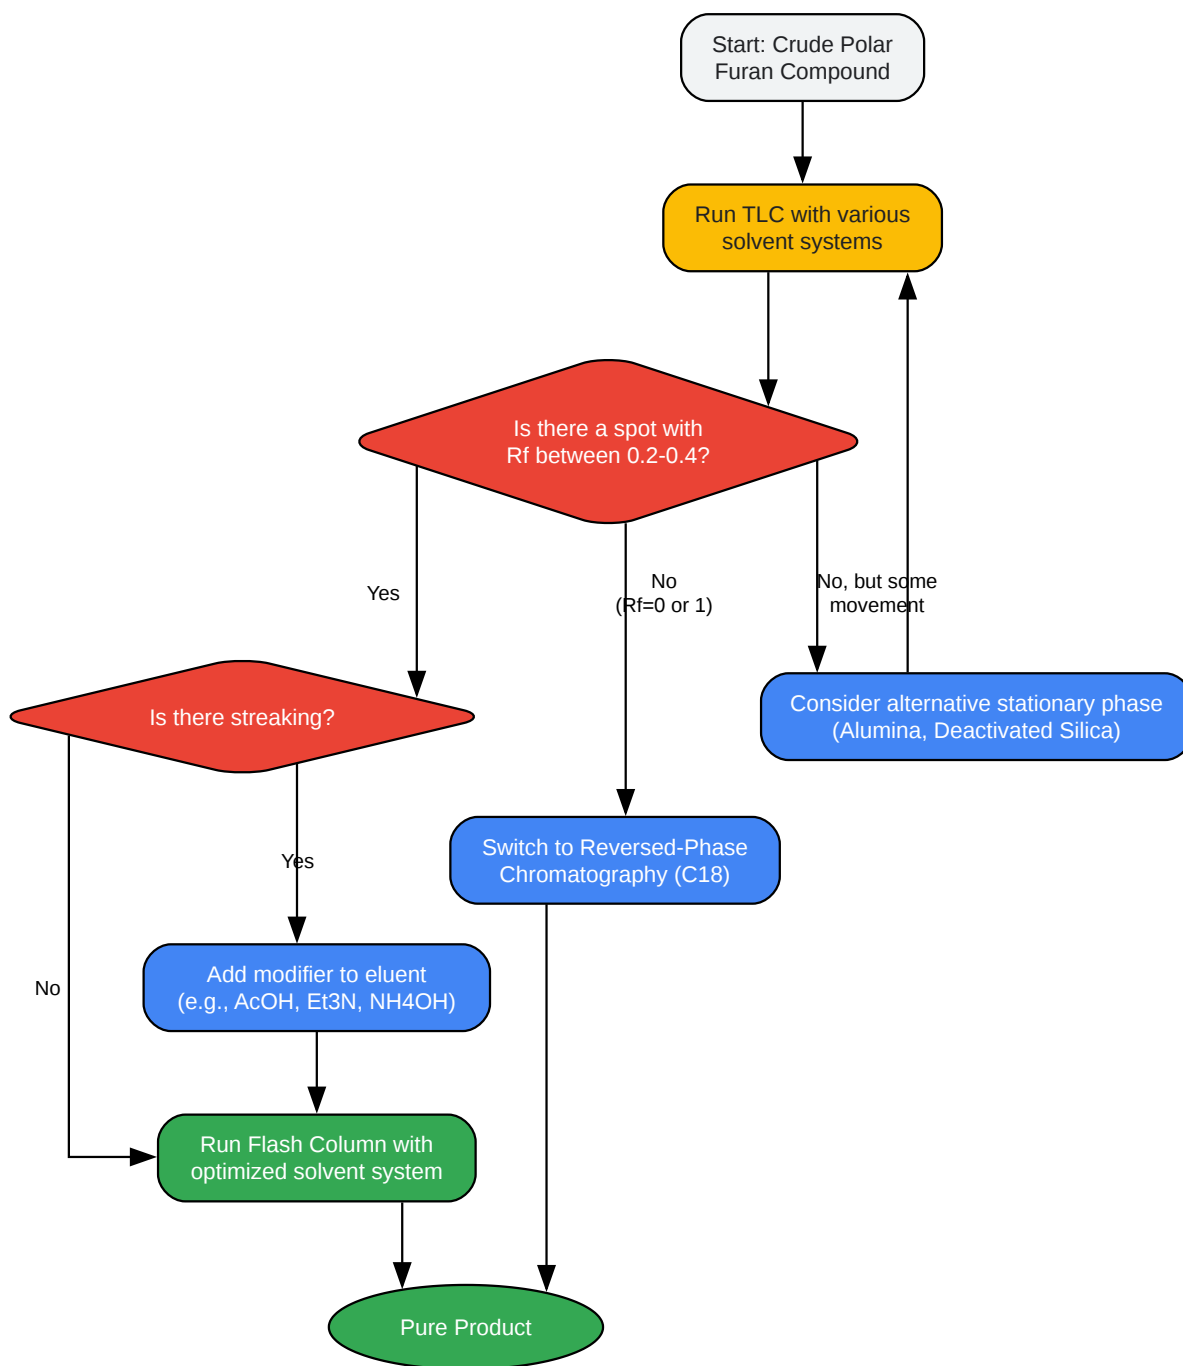 Start: Crude Polar
Furan Compound
Run TLC with various
solvent systems
Is there a spot with
Rf between 0.2-0.4?
Yes
No
(Rf=0 or 1)
No, but some
movement
Is there streaking?
Consider alternative stationary phase
(Alumina, Deactivated Silica)
Yes
Switch to Reversed-Phase
Chromatography (C18)
No
Add modifier to eluent
(e.g., AcOH, Et3N, NH4OH)
Run Flash Column with
optimized solvent system
Pure Product